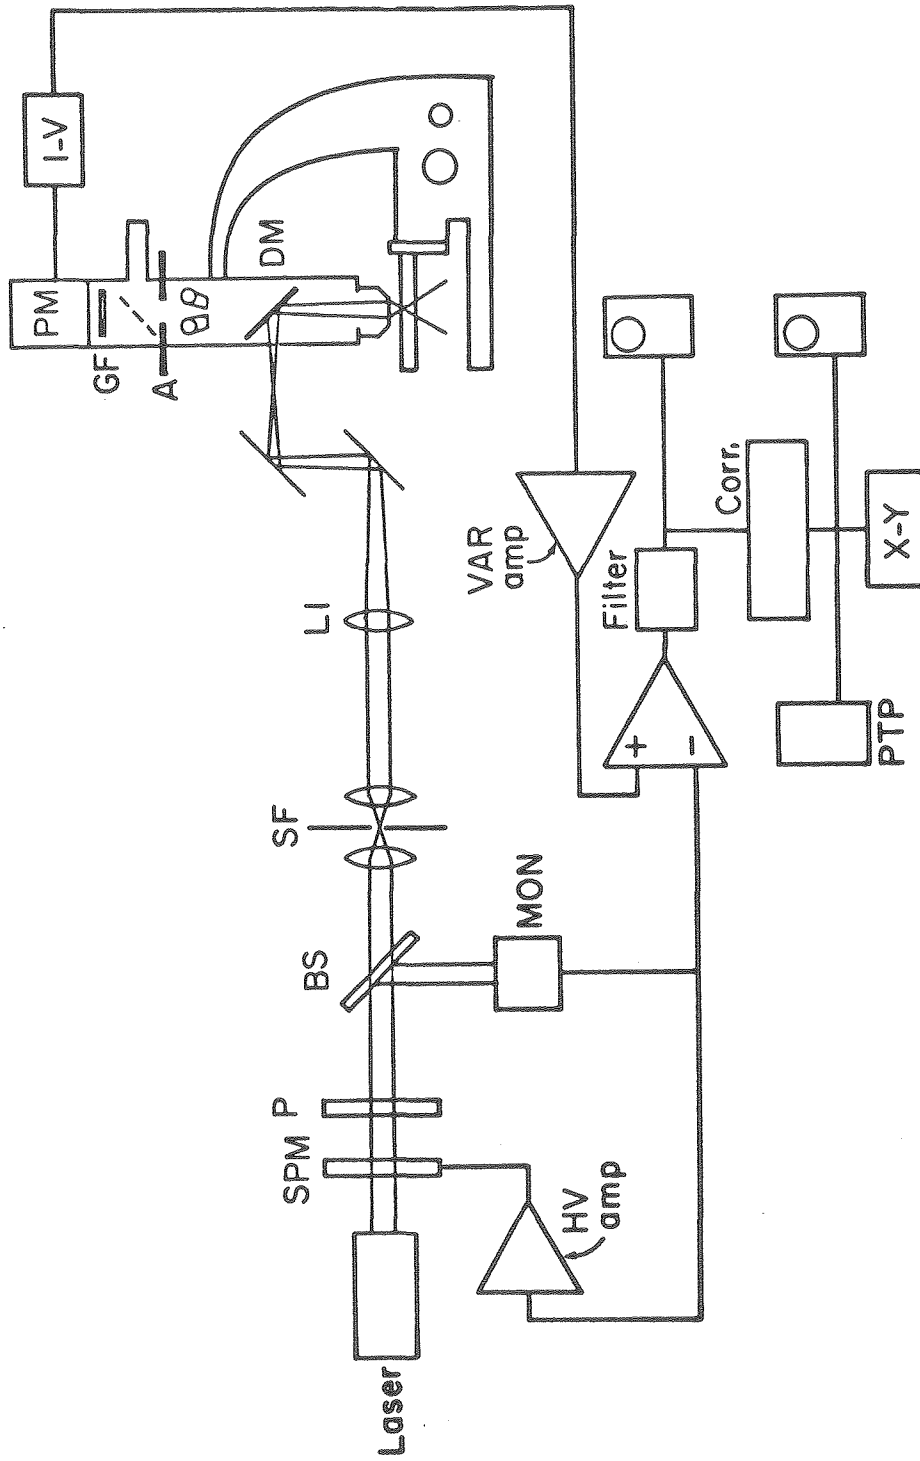 Laser
SPM
P
BS
SF
LI
GF
A
PM
I-V
DM
HV
amp
MON
VAR
amp
+
−
Filter
Corr.
PTP
X-Y